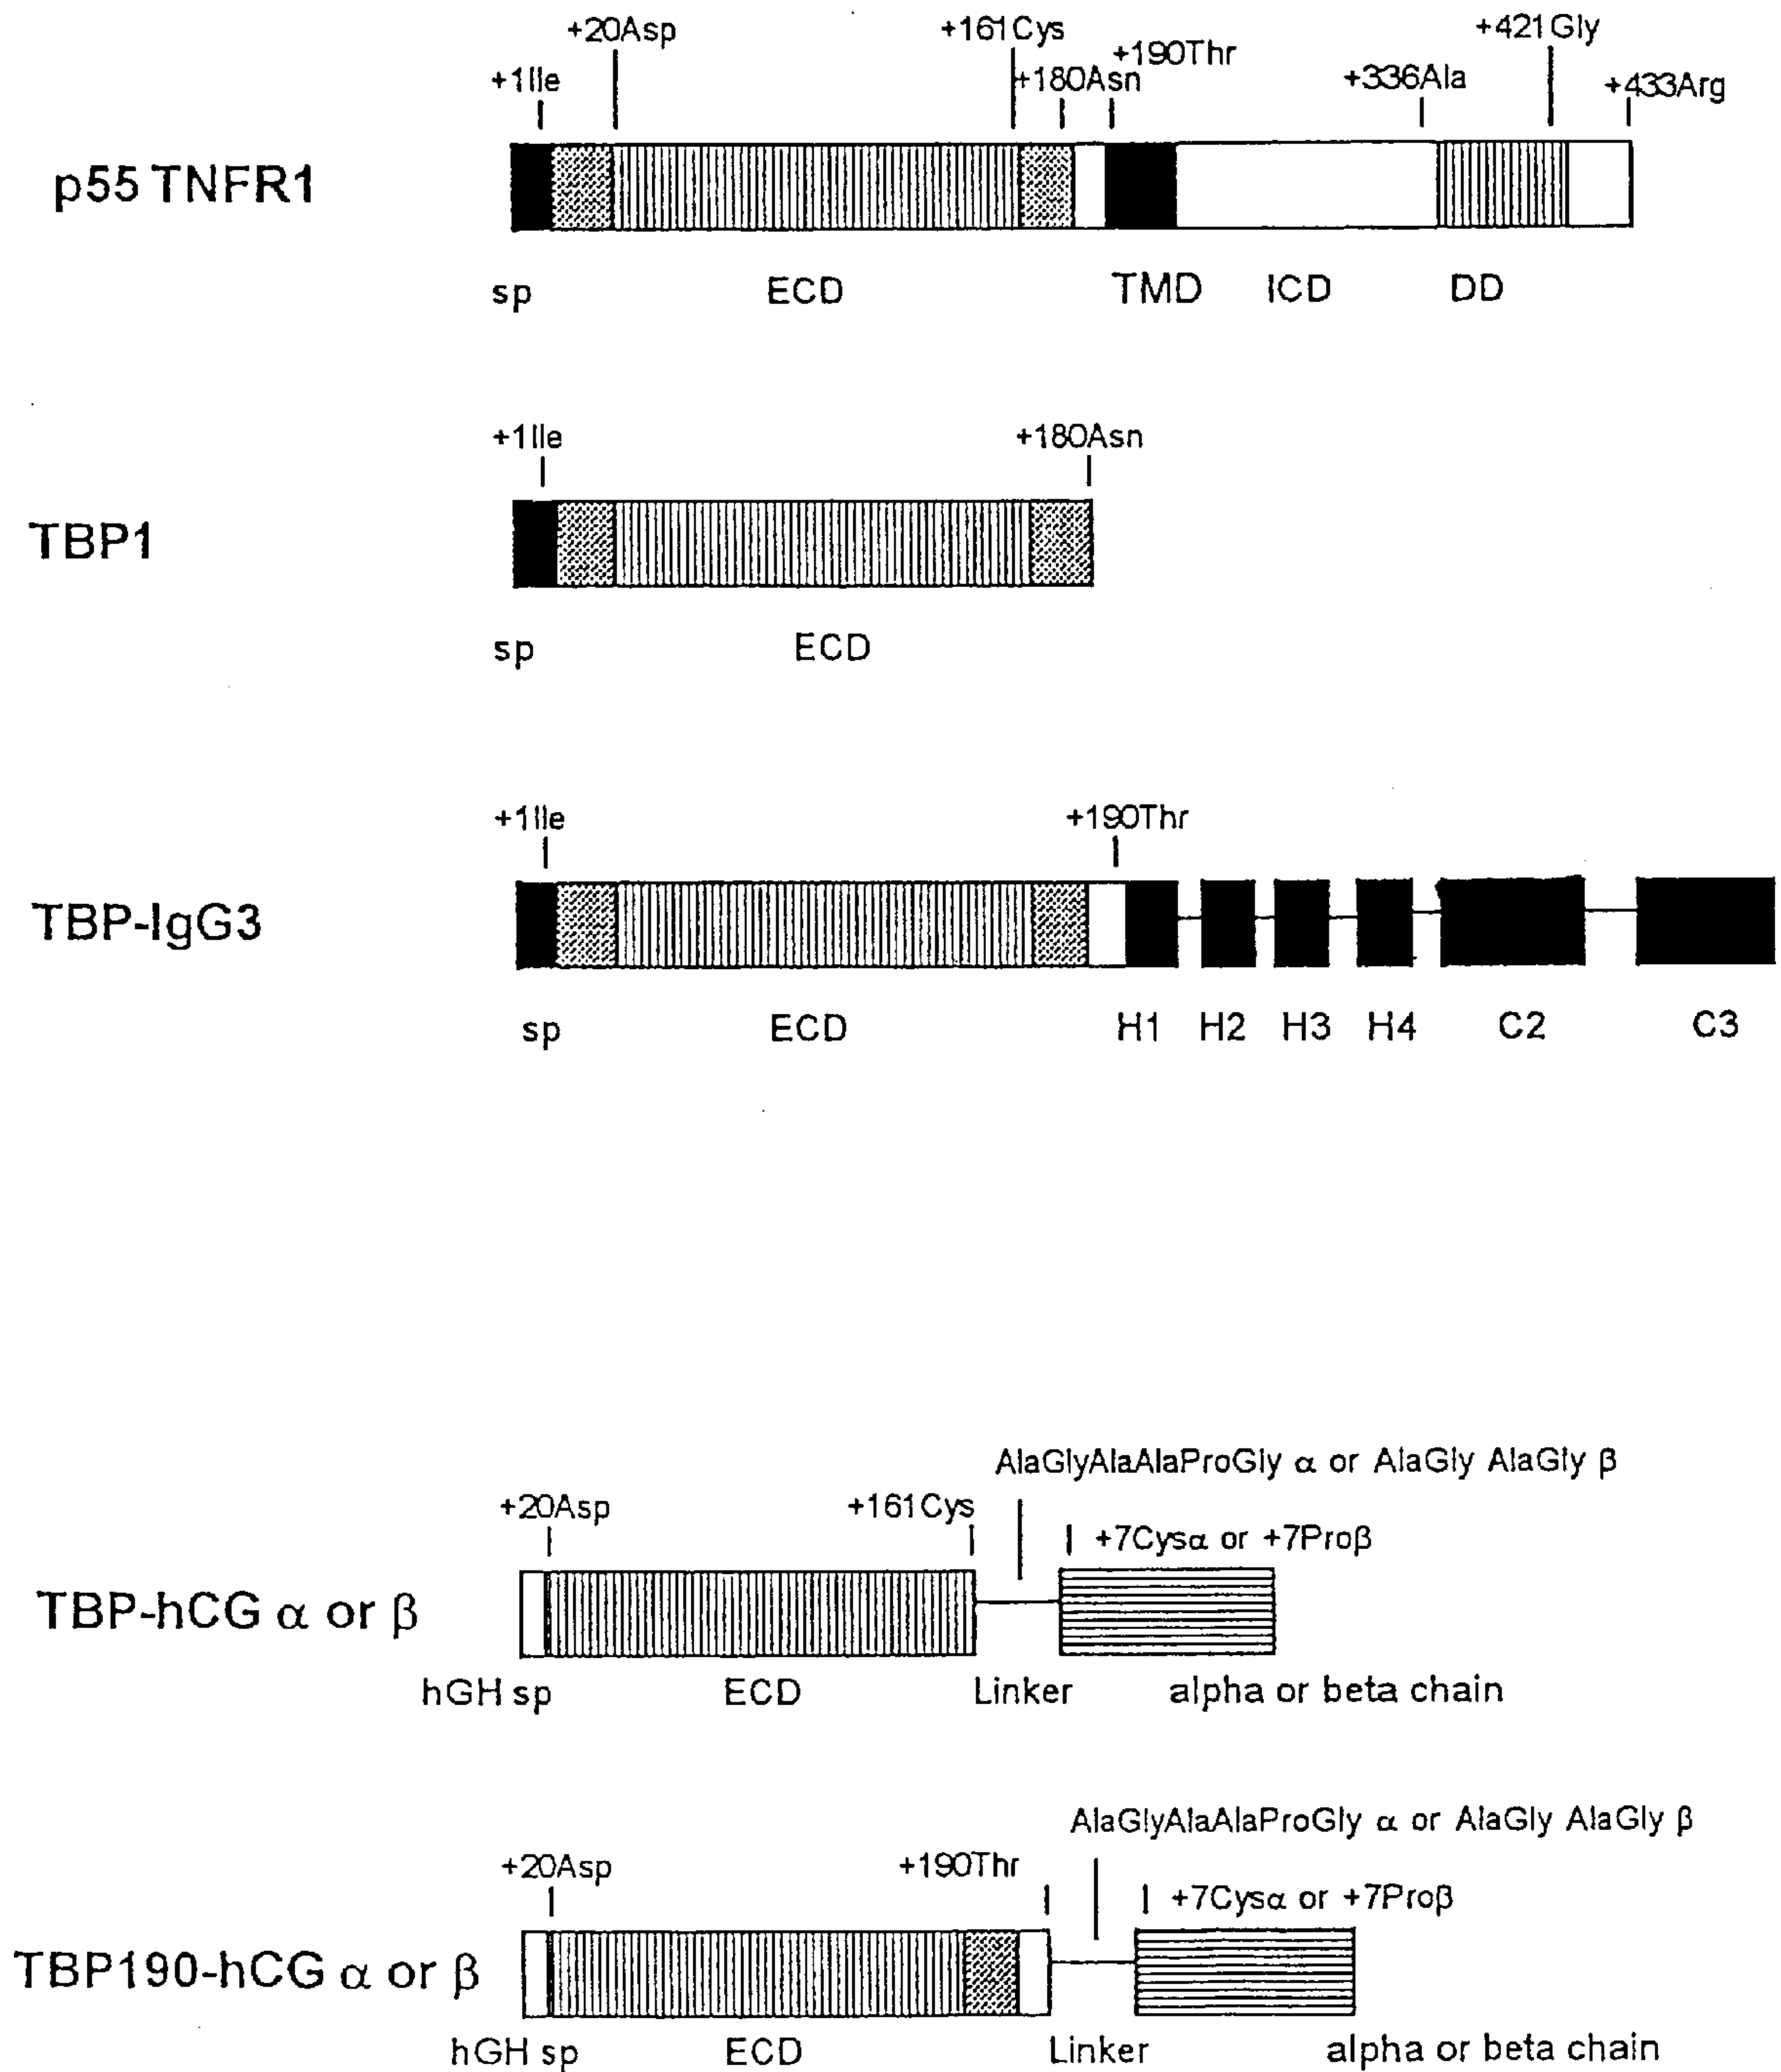 +20Asp +161Cys +421Gly
+190Thr
+1Ile +180Asn +336Ala +433Arg
p55 TNFR1
sp ECD TMD ICD DD
+1Ile +180Asn
TBP1
sp ECD
+1Ile +190Thr
TBP-IgG3
sp ECD H1 H2 H3 H4 C2 C3
AlaGlyAlaAlaProGly α or AlaGly AlaGly β
+20Asp +161Cys
+7Cysα or +7Proβ
TBP-hCG α or β
hGH sp ECD Linker alpha or beta chain
AlaGlyAlaAlaProGly α or AlaGly AlaGly β
+20Asp +190Thr
+7Cysα or +7Proβ
TBP190-hCG α or β
hGH sp ECD Linker alpha or beta chain